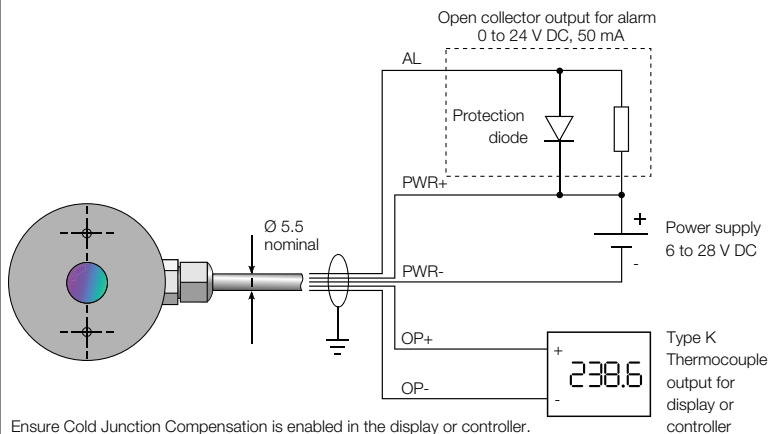 Open collector output for alarm
0 to 24 V DC, 50 mA
AL
Protection
diode
PWR+
Ø 5.5
nominal
+
Power supply
6 to 28 V DC
-
PWR-
OP+
+
238.6
Type K
Thermocouple
output for
display or
controller
OP-
-
Ensure Cold Junction Compensation is enabled in the display or controller.